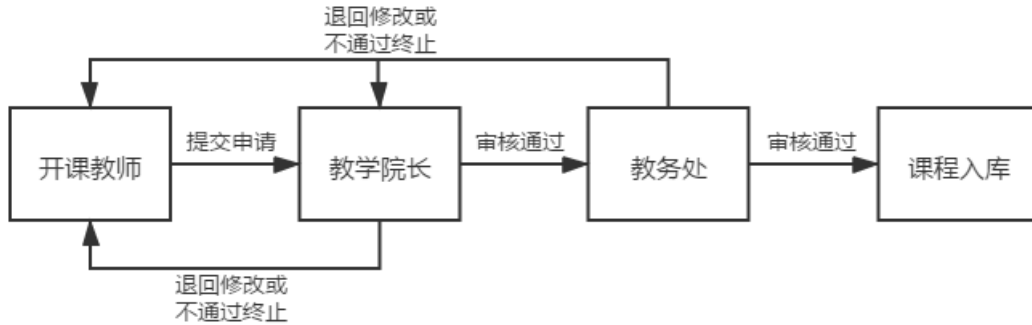 退回修改或
不通过终止
开课教师
提交申请
教学院长
审核通过
教务处
审核通过
课程入库
退回修改或
不通过终止